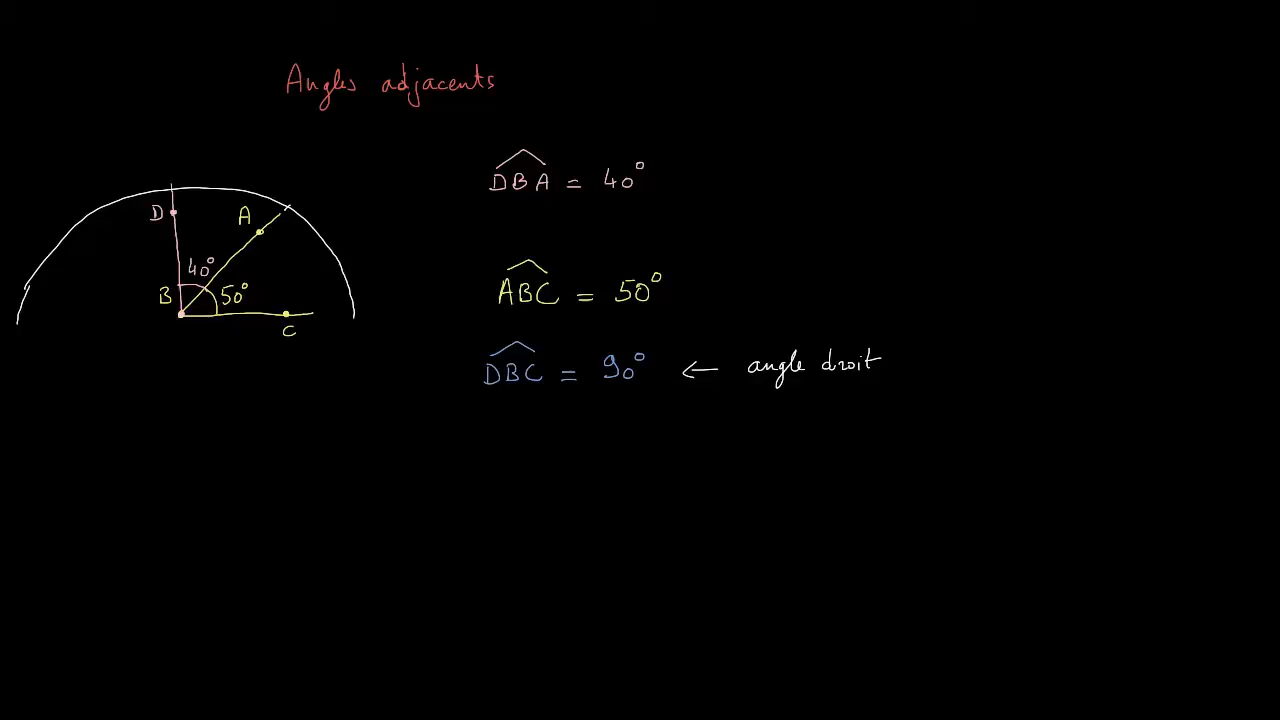 Angles adjacents
DBA = 40°
D
A
40°
B
50°
C
ABC = 50°
DBC = 90° ← angle droit